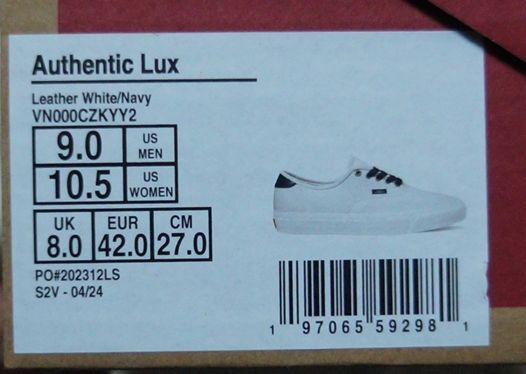 Authentic Lux
Leather White/Navy
VN000CZKYY2
9.0 US MEN
10.5 US WOMEN
UK 8.0 EUR 42.0 CM 27.0
PO#202312LS
S2V - 04/24
1 97065 59298 1